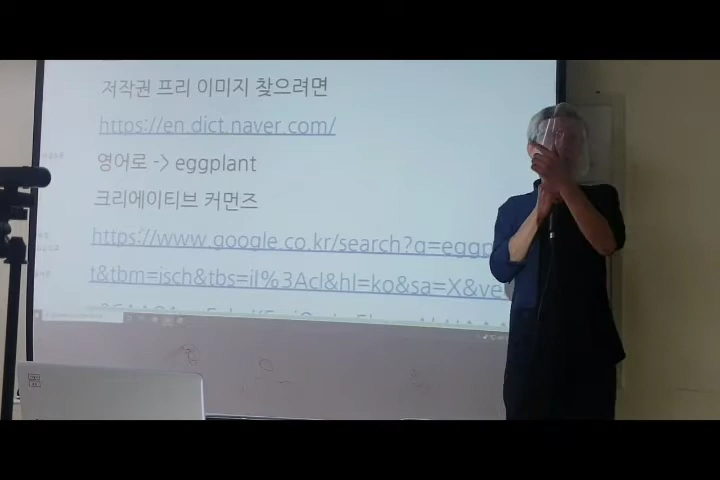 저작권 프리 이미지 찾으려면
https://en.dict.naver.com/
영어로 -> eggplant
크리에이티브 커먼즈
https://www.google.co.kr/search?q=eggp
t&tbm=isch&tbs=il%3Acl&hl=ko&sa=X&ve